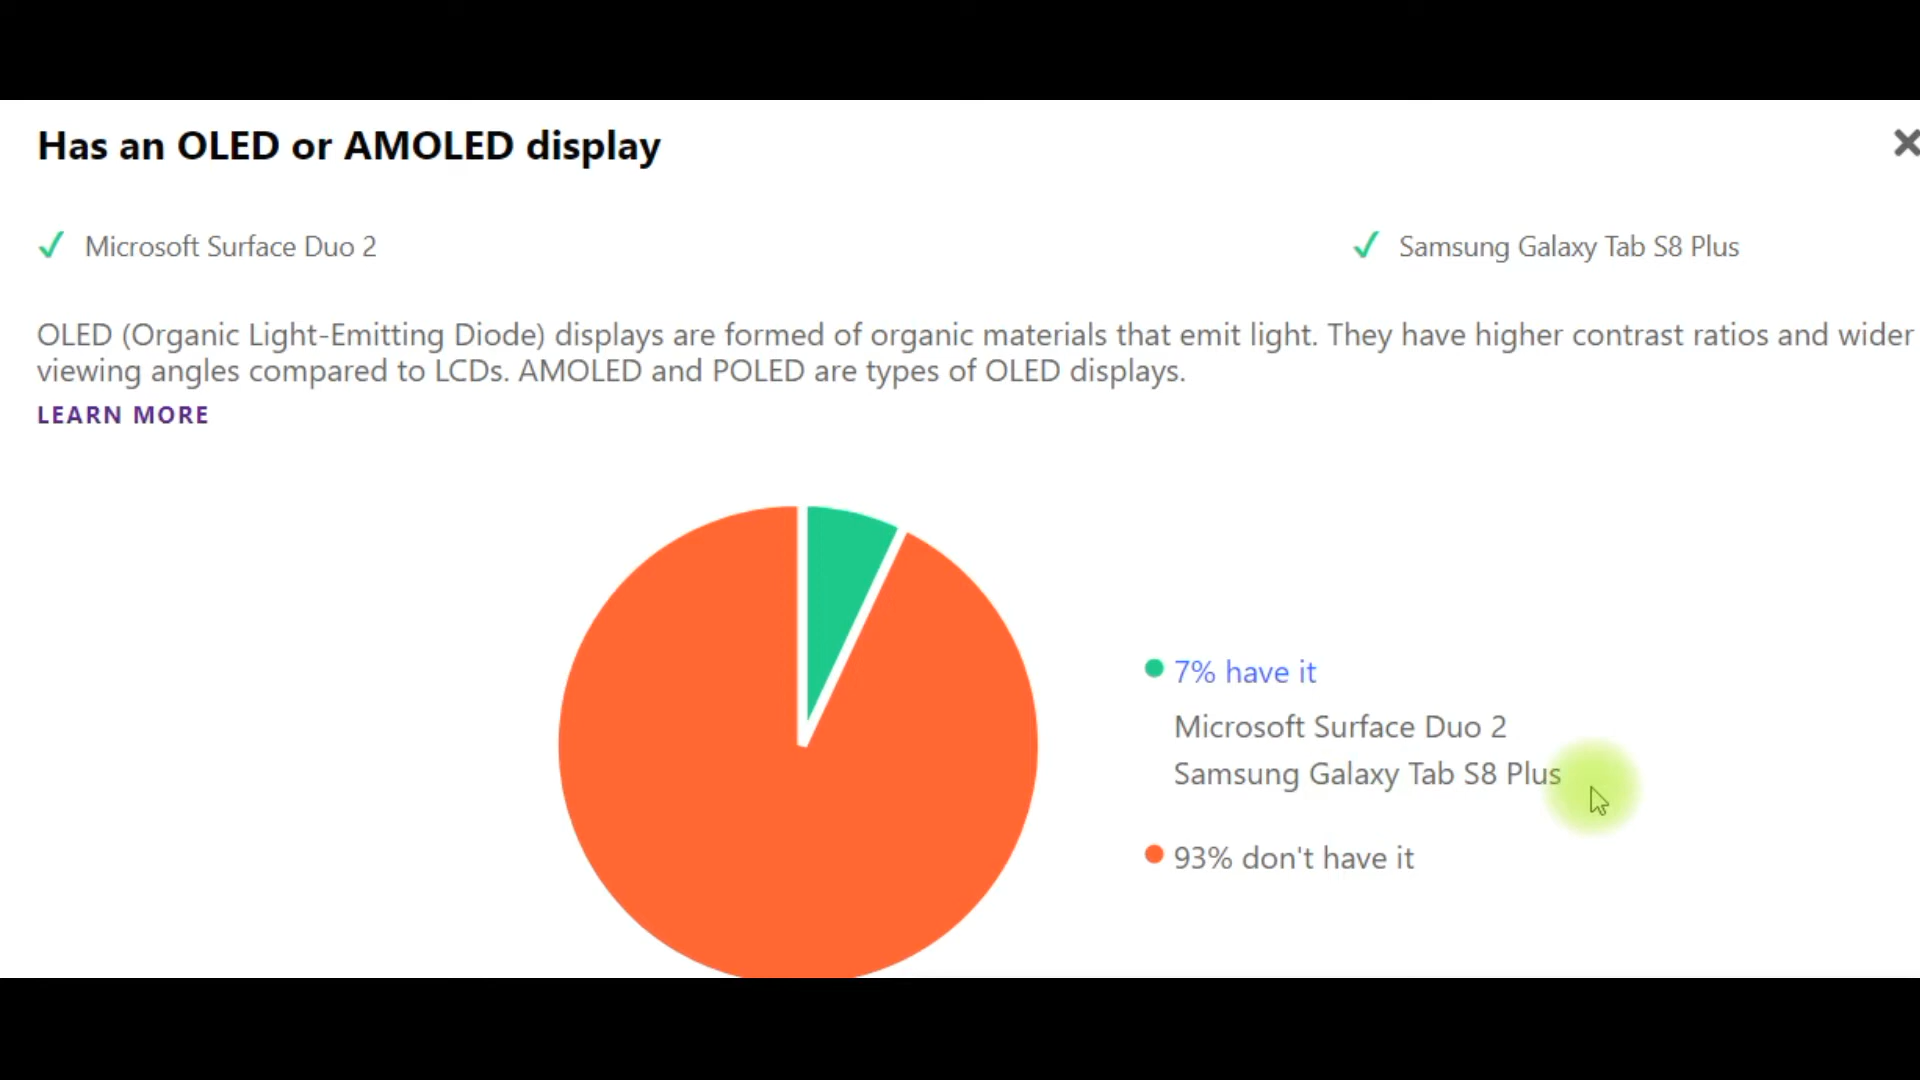 Has an OLED or AMOLED display
Microsoft Surface Duo 2
Samsung Galaxy Tab S8 Plus
OLED (Organic Light-Emitting Diode) displays are formed of organic materials that emit light. They have higher contrast ratios and wider
viewing angles compared to LCDs. AMOLED and POLED are types of OLED displays.
LEARN MORE
7% have it
Microsoft Surface Duo 2
Samsung Galaxy Tab S8 Plus
93% don't have it